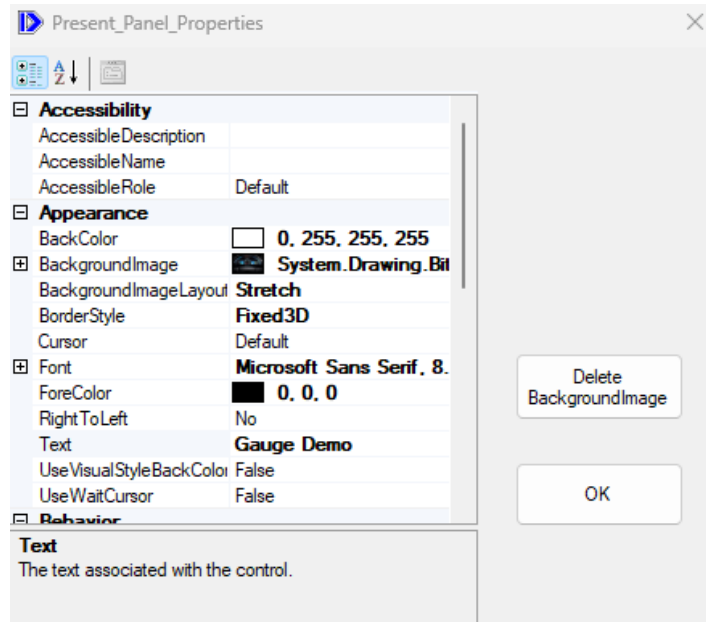 Present_Panel_Properties
Accessibility
AccessibleDescription
AccessibleName
AccessibleRole Default
Appearance
BackColor 0, 255, 255, 255
BackgroundImage System.Drawing.Bit
BackgroundImageLayout Stretch
BorderStyle Fixed3D
Cursor Default
Font Microsoft Sans Serif, 8.
ForeColor 0, 0, 0
RightToLeft No
Text Gauge Demo
UseVisualStyleBackColor False
UseWaitCursor False
Behavior
Delete
BackgroundImage
OK
Text
The text associated with the control.